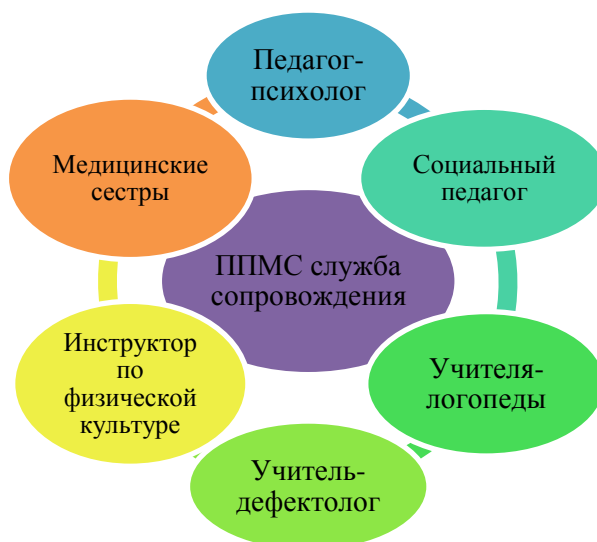 Педагог-
психолог
Медицинские
сестры
Социальный
педагог
ППМС служба
сопровождения
Инструктор
по
физической
культуре
Учителя-
логопеды
Учитель-
дефектолог